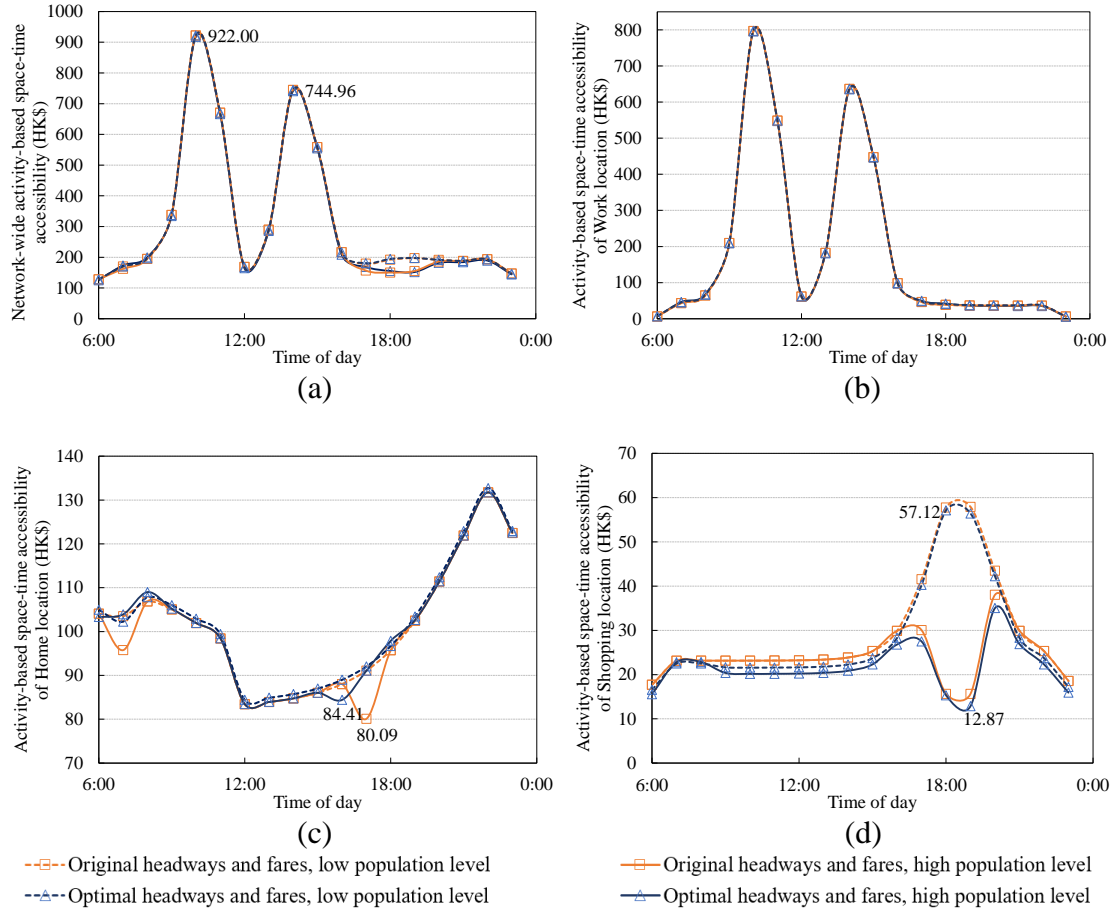 Network-wide activity-based space-time
accessibility (HK$)
1000
900
800
700
600
500
400
300
200
100
0
922.00
744.96
6:00
12:00
18:00
0:00
Time of day
(a)
Activity-based space-time accessibility
of Work location (HK$)
800
700
600
500
400
300
200
100
0
6:00
12:00
18:00
0:00
Time of day
(b)
Activity-based space-time accessibility
of Home location (HK$)
140
130
120
110
100
90
80
70
84.41
80.09
6:00
12:00
18:00
0:00
Time of day
(c)
Activity-based space-time accessibility
of Shopping location (HK$)
70
60
50
40
30
20
10
0
57.12
12.87
6:00
12:00
18:00
0:00
Time of day
(d)
Original headways and fares, low population level
Original headways and fares, high population level
Optimal headways and fares, low population level
Optimal headways and fares, high population level